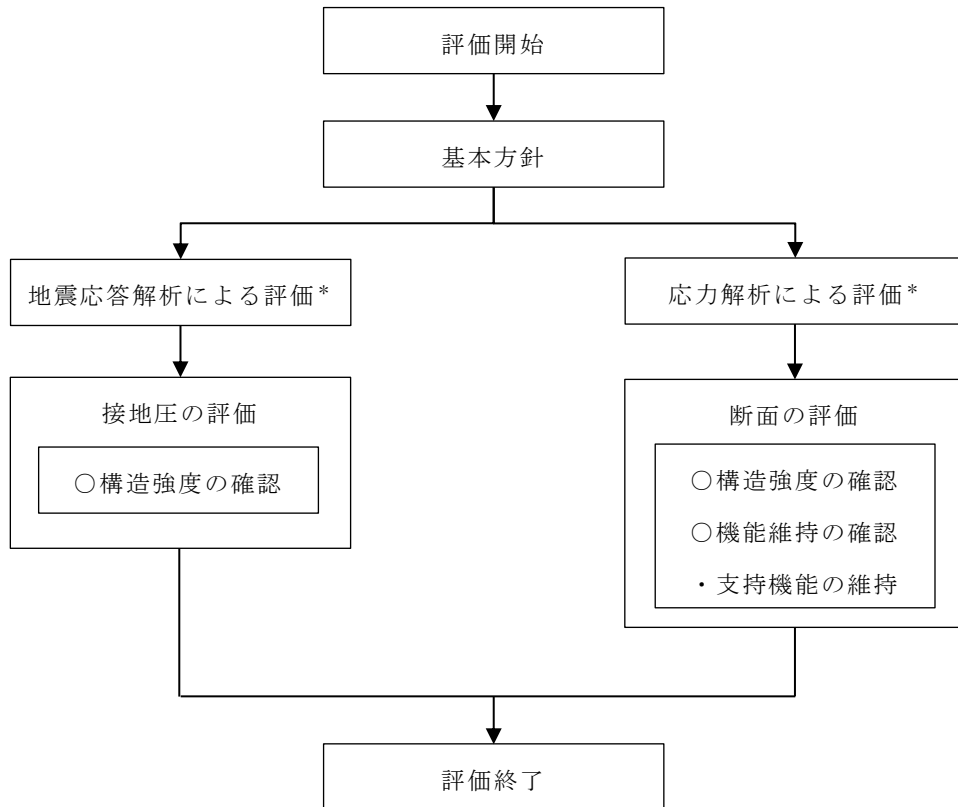 評価開始
基本方針
地震応答解析による評価*
応力解析による評価*
接地圧の評価
○構造強度の確認
断面の評価
○構造強度の確認
○機能維持の確認
・支持機能の維持
評価終了